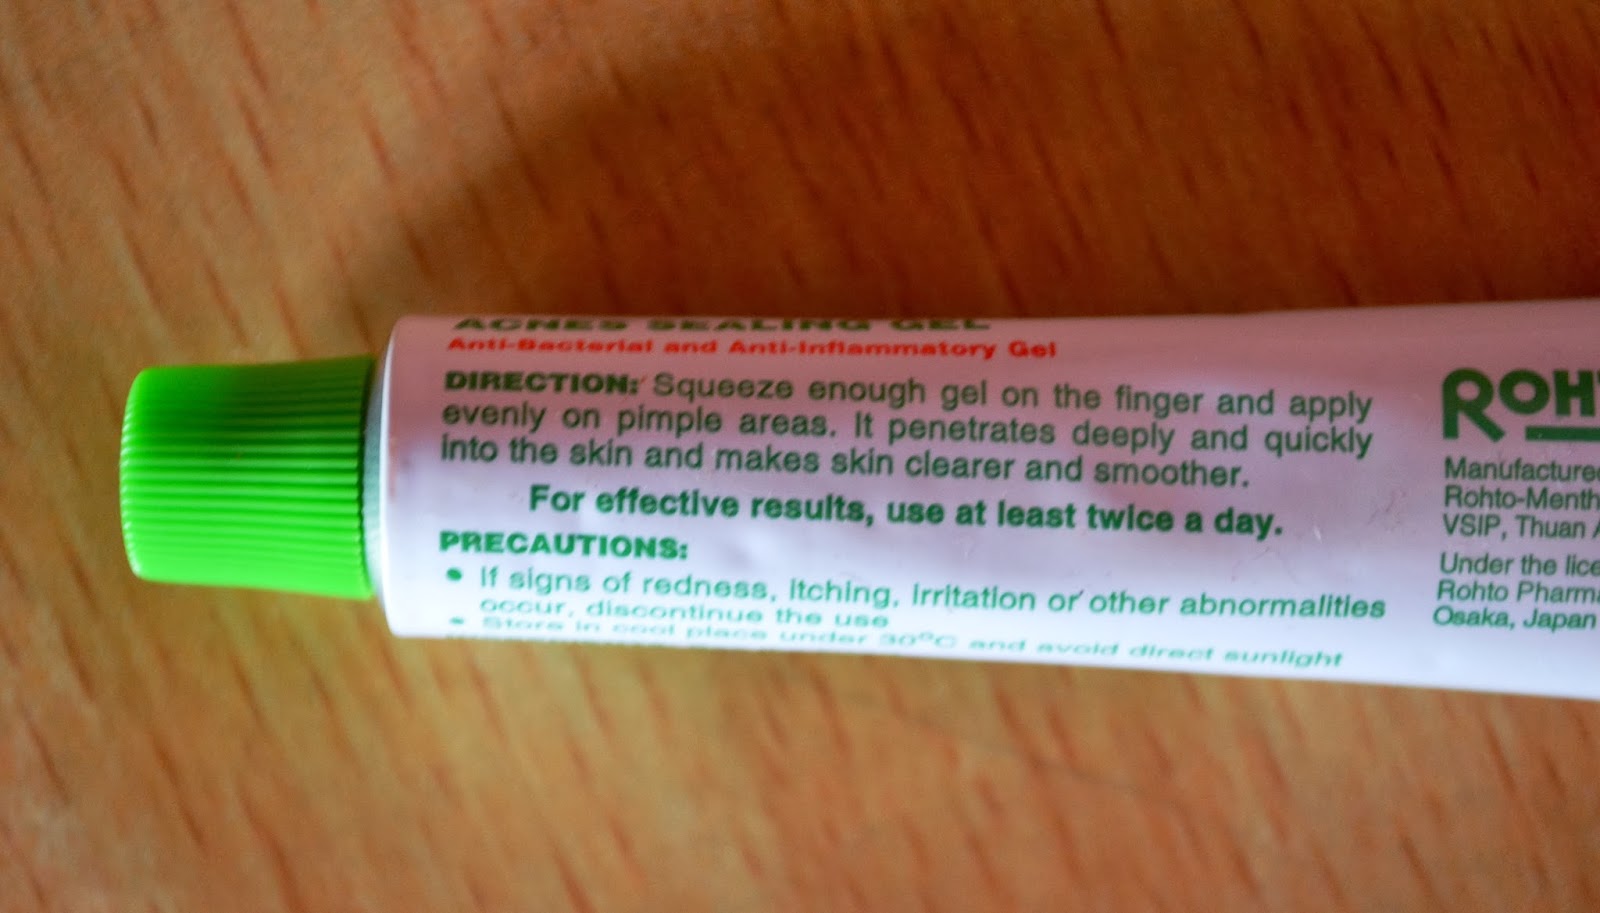 ACNES SEALING GEL
Anti-Bacterial and Anti-Inflammatory Gel
DIRECTION: Squeeze enough gel on the finger and apply
evenly on pimple areas. It penetrates deeply and quickly
into the skin and makes skin clearer and smoother.
For effective results, use at least twice a day.
PRECAUTIONS:
• If signs of redness, itching, irritation or other abnormalities
occur, discontinue the use
• Store in cool place under 30°C and avoid direct sunlight
ROH
Manufacture
Rohto-Menth
VSIP, Thuan
Under the lice
Rohto Pharma
Osaka, Japan